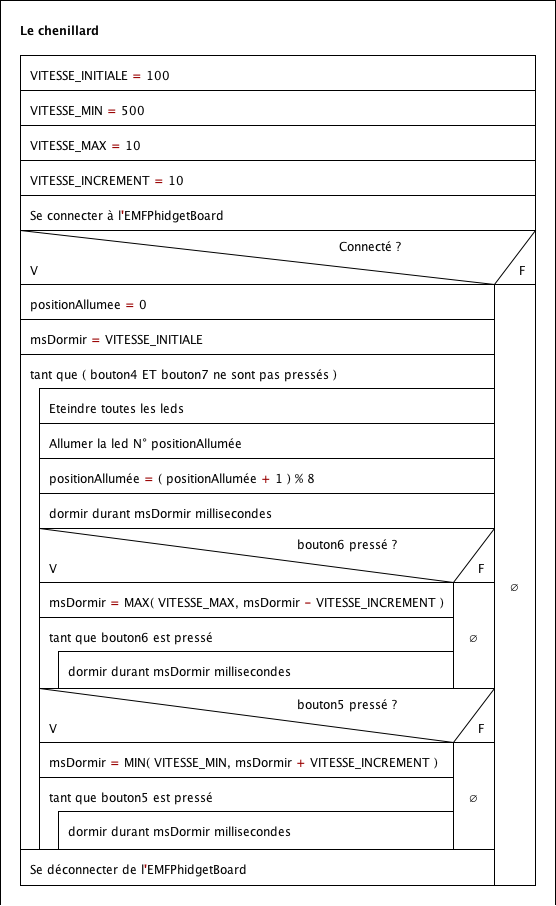 Le chenillard
VITESSE_INITIALE = 100
VITESSE_MIN = 500
VITESSE_MAX = 10
VITESSE_INCREMENT = 10
Se connecter à l'EMFPhidgetBoard
Connecté ?
V F
positionAllumee = 0
msDormir = VITESSE_INITIALE
tant que ( bouton4 ET bouton7 ne sont pas pressés )
Eteindre toutes les leds
Allumer la led N° positionAllumée
positionAllumée = ( positionAllumée + 1 ) % 8
dormir durant msDormir millisecondes
bouton6 pressé ?
V F
∅
msDormir = MAX( VITESSE_MAX, msDormir - VITESSE_INCREMENT )
tant que bouton6 est pressé
∅
dormir durant msDormir millisecondes
bouton5 pressé ?
V F
msDormir = MIN( VITESSE_MIN, msDormir + VITESSE_INCREMENT )
tant que bouton5 est pressé
∅
dormir durant msDormir millisecondes
Se déconnecter de l'EMFPhidgetBoard